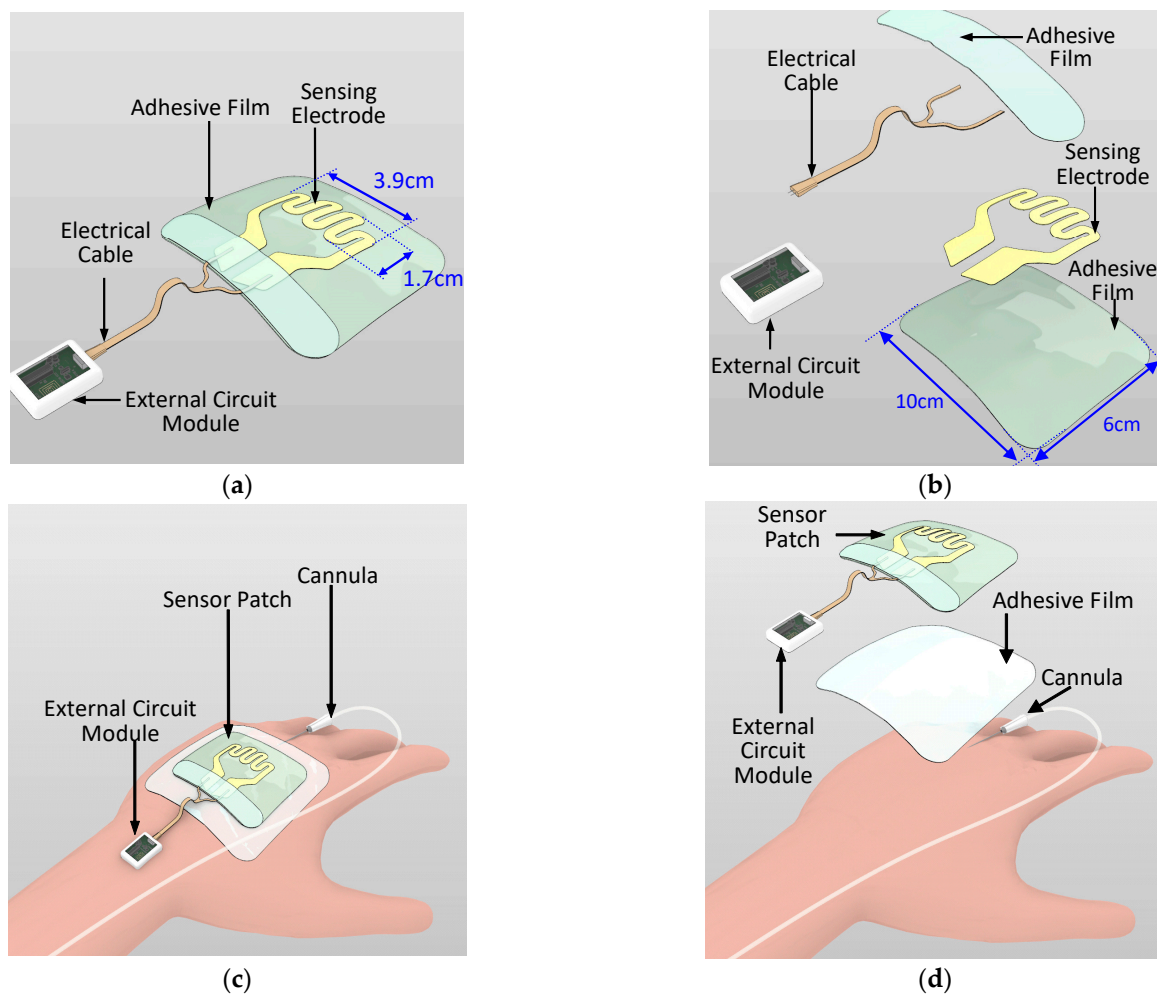 Adhesive Film
Sensing
Electrode
3.9cm
Electrical
Cable
1.7cm
External Circuit
Module
(a)
Adhesive
Film
Electrical
Cable
Sensing
Electrode
Adhesive
Film
External Circuit
Module
10cm
6cm
(b)
Cannula
Sensor Patch
External Circuit
Module
(c)
Sensor
Patch
Adhesive Film
Cannula
External
Circuit
Module
(d)